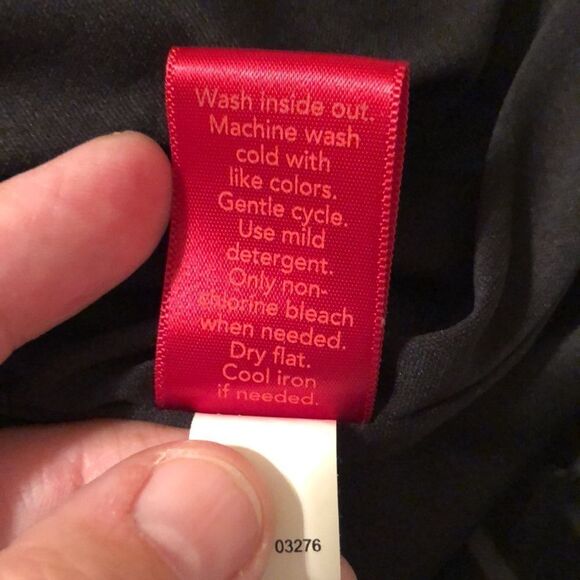 Wash inside out.
Machine wash
cold with
like colors.
Gentle cycle.
Use mild
detergent.
Only non-
chlorine bleach
when needed.
Dry flat.
Cool iron
if needed.
03276